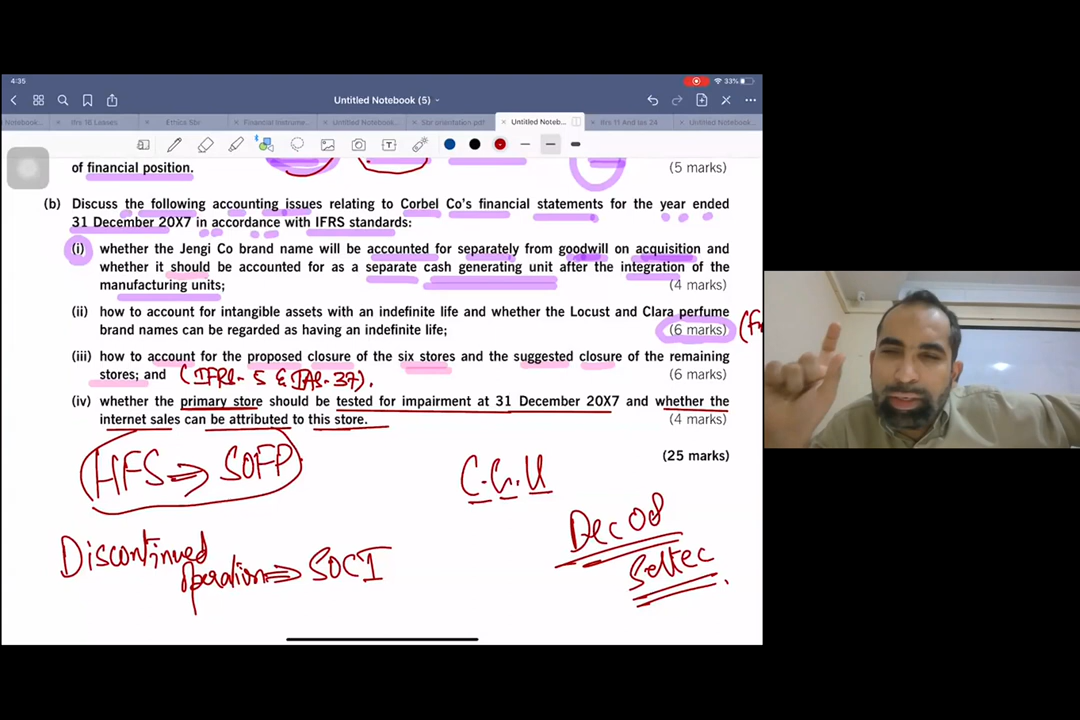 4:35
33%
Untitled Notebook (5)
Notebook...
Ifrs 16 Leases
Ethics Sbr
Financial Instrume...
Untitled Notebook...
Sbr orientation pdf
Untitled Noteb...
Ifrs 11 And Ias 24
Untitled Notebook...
of financial position.
(5 marks)
(b) Discuss the following accounting issues relating to Corbel Co's financial statements for the year ended
31 December 20X7 in accordance with IFRS standards:
(i) whether the Jengi Co brand name will be accounted for separately from goodwill on acquisition and
whether it should be accounted for as a separate cash generating unit after the integration of the
manufacturing units;
(4 marks)
(ii) how to account for intangible assets with an indefinite life and whether the Locust and Clara perfume
brand names can be regarded as having an indefinite life;
(6 marks)
(iii) how to account for the proposed closure of the six stores and the suggested closure of the remaining
stores; and (IFRS-5 & IAS-37).
(6 marks)
(iv) whether the primary store should be tested for impairment at 31 December 20X7 and whether the
internet sales can be attributed to this store.
(4 marks)
(25 marks)
HFS ⇒ SOFP
C.G.U
Dec 08
Seltec
Discontinued
operation ⇒ SOCI